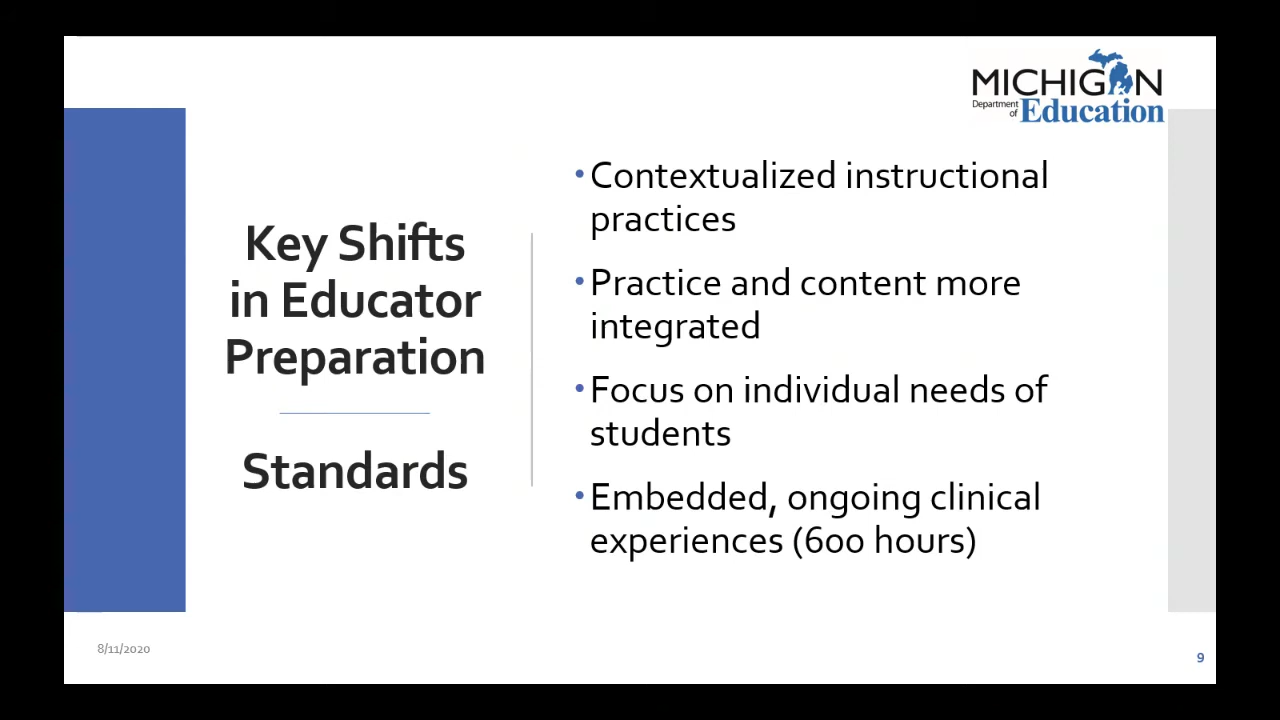 MICHIGAN
Department
of Education
Key Shifts
in Educator
Preparation
Standards
• Contextualized instructional
practices
• Practice and content more
integrated
• Focus on individual needs of
students
• Embedded, ongoing clinical
experiences (600 hours)
8/11/2020
9